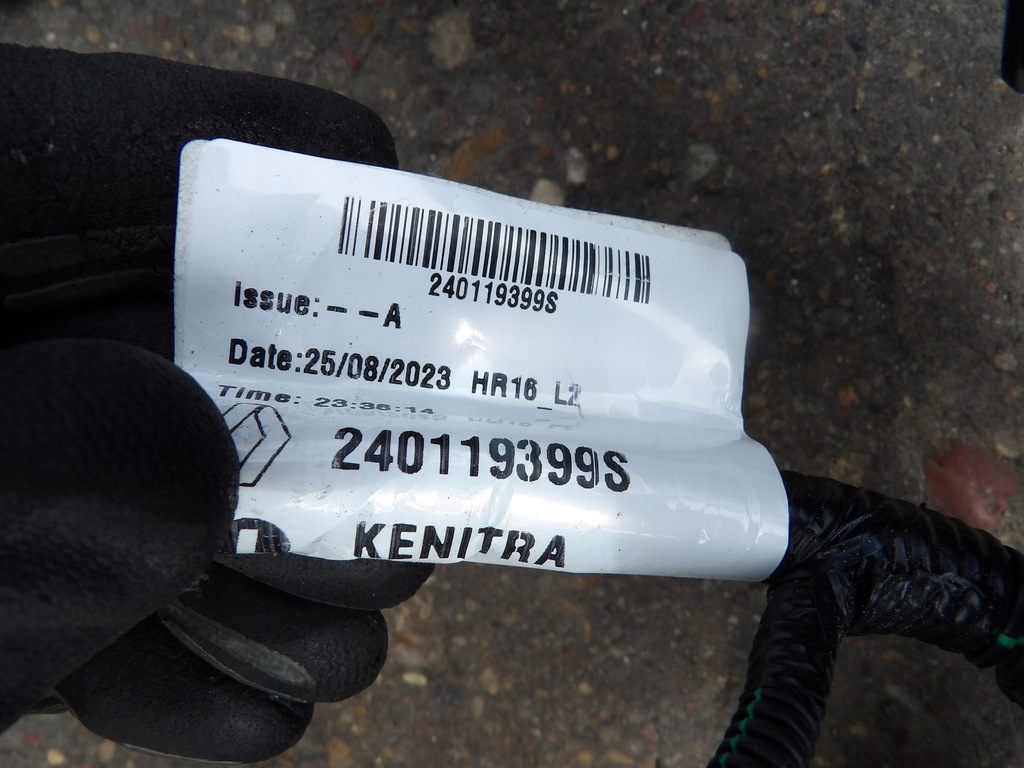 240119399S
Issue:- -A
Date:25/08/2023 HR16_L2
Time: 23:36:14
240119399S
KENITRA